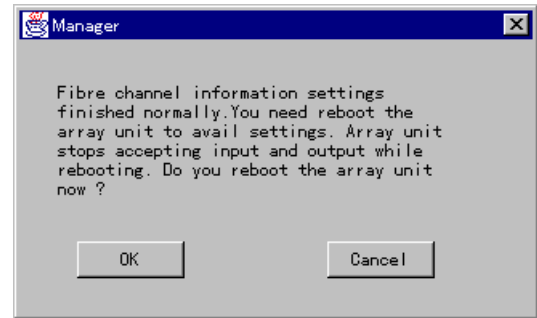 Manager
Fibre channel information settings
finished normally.You need reboot the
array unit to avail settings. Array unit
stops accepting input and output while
rebooting. Do you reboot the array unit
now ?
OK
Cancel